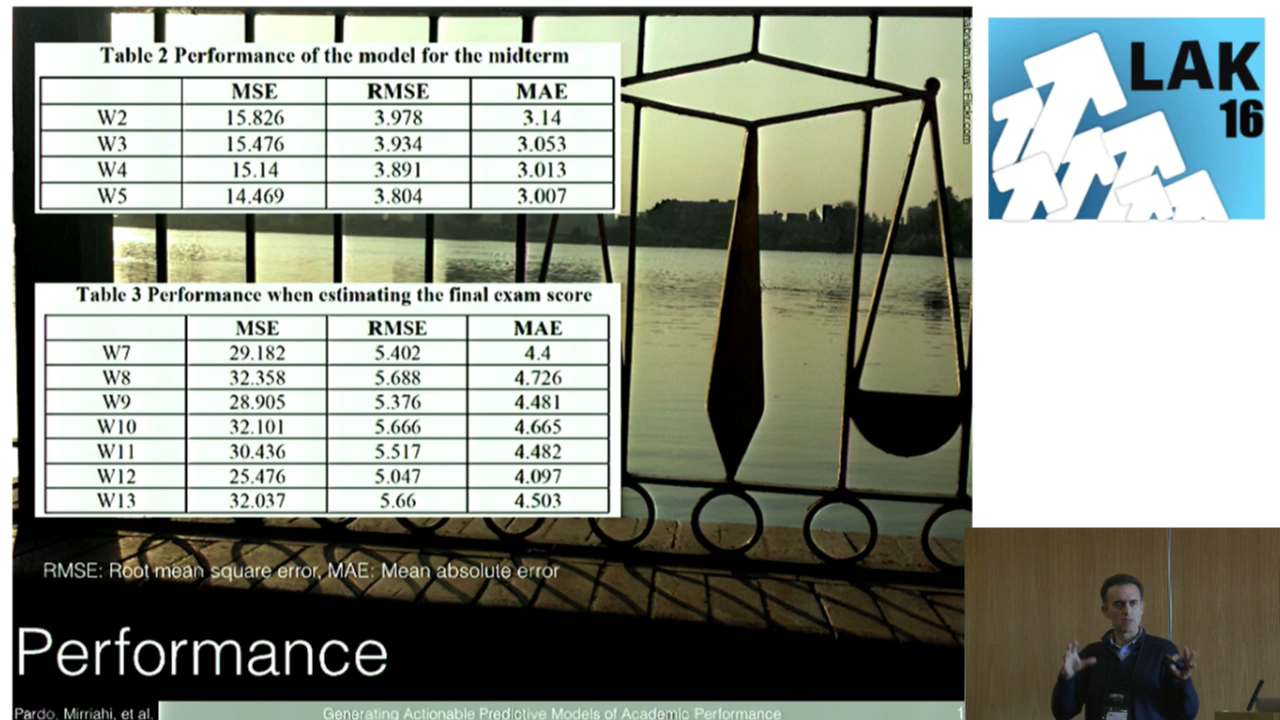 Table 2 Performance of the model for the midterm
MSE RMSE MAE
W2 15.826 3.978 3.14
W3 15.476 3.934 3.053
W4 15.14 3.891 3.013
W5 14.469 3.804 3.007
Table 3 Performance when estimating the final exam score
MSE RMSE MAE
W7 29.182 5.402 4.4
W8 32.358 5.688 4.726
W9 28.905 5.376 4.481
W10 32.101 5.666 4.665
W11 30.436 5.517 4.482
W12 25.476 5.047 4.097
W13 32.037 5.66 4.503
RMSE: Root mean square error, MAE: Mean absolute error
Performance
Pardo, Mirriahi, et al.
Generating Actionable Predictive Models of Academic Performance
LAK
16